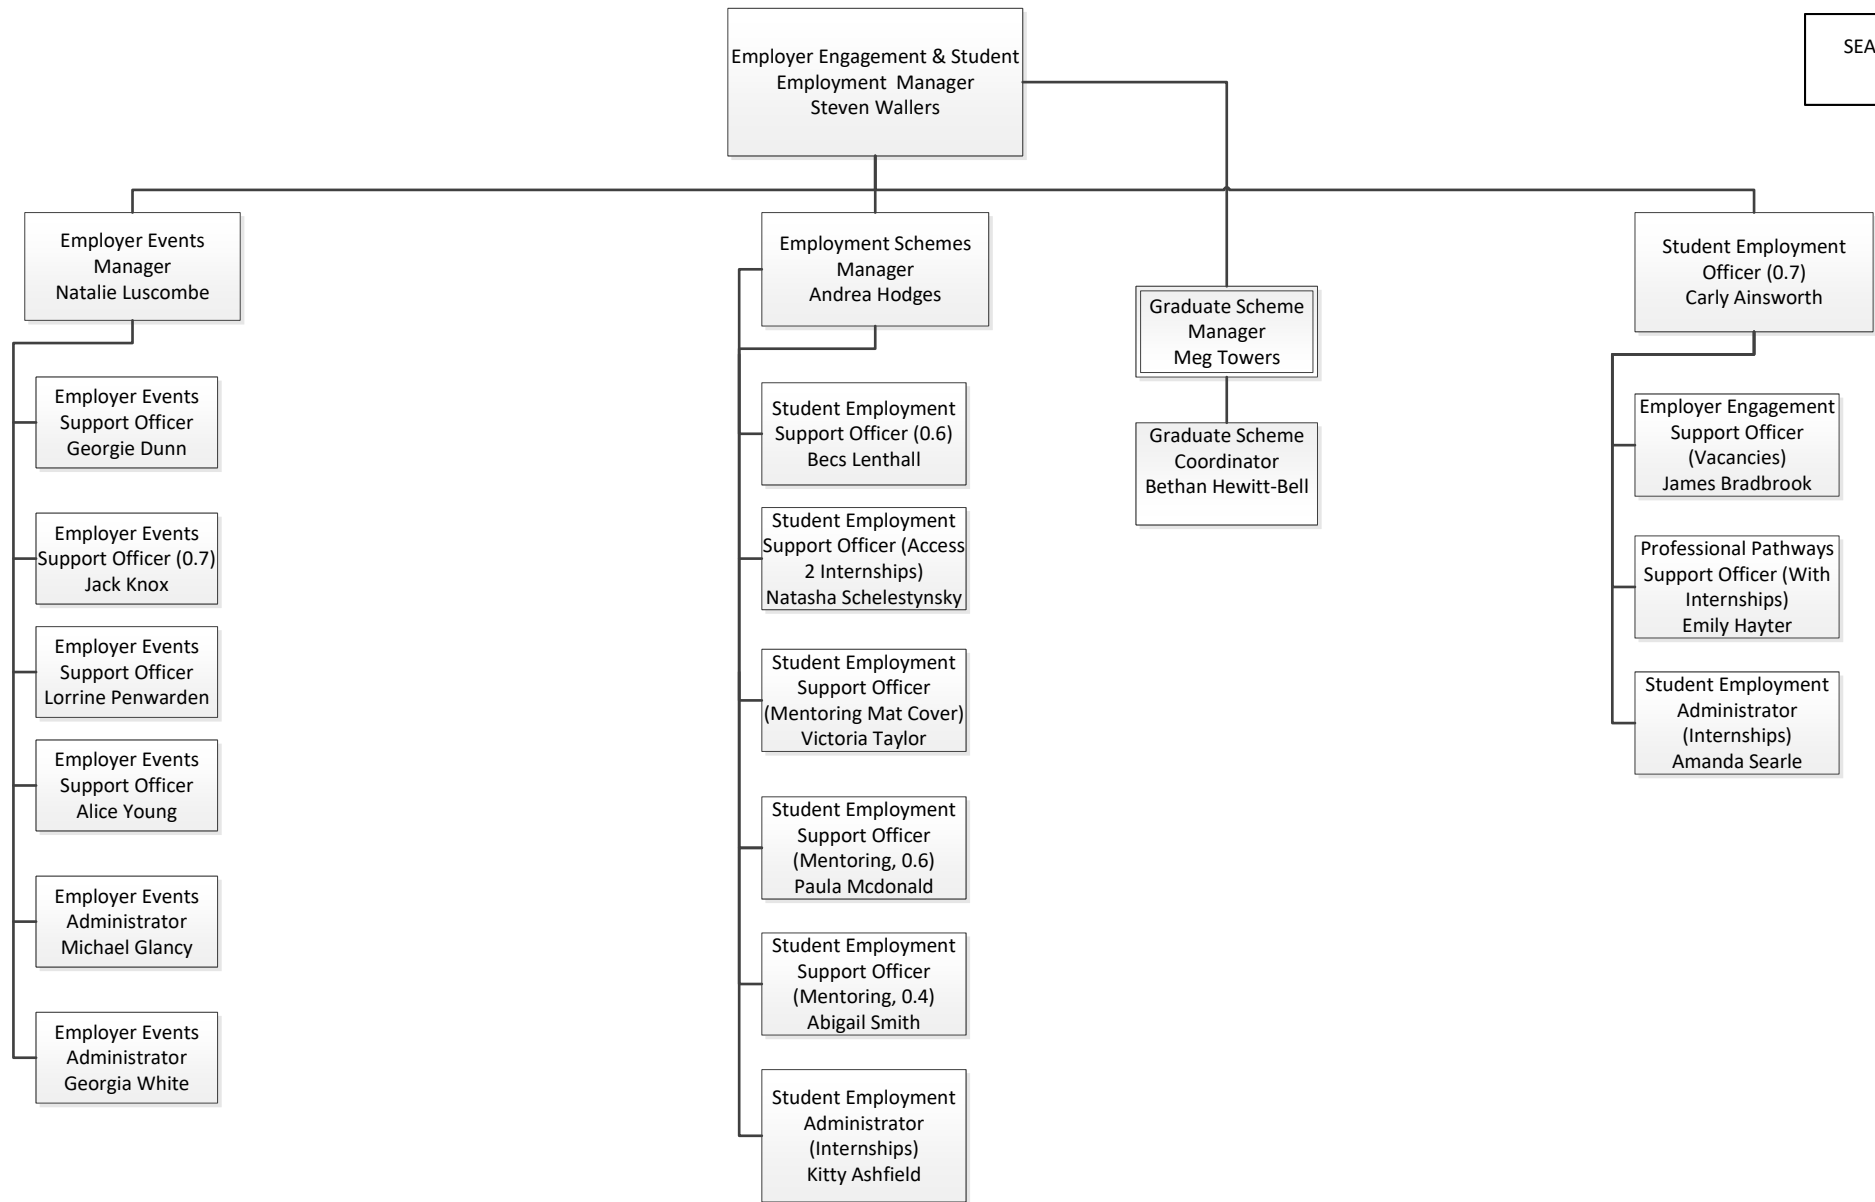 Employer Engagement & Student
Employment Manager
Steven Wallers
SEA
Employer Events
Manager
Natalie Luscombe
Employment Schemes
Manager
Andrea Hodges
Graduate Scheme
Manager
Meg Towers
Student Employment
Officer (0.7)
Carly Ainsworth
Employer Events
Support Officer
Georgie Dunn
Employer Events
Support Officer (0.7)
Jack Knox
Employer Events
Support Officer
Lorrine Penwarden
Employer Events
Support Officer
Alice Young
Employer Events
Administrator
Michael Glancy
Employer Events
Administrator
Georgia White
Student Employment
Support Officer (0.6)
Becs Lenthall
Student Employment
Support Officer (Access
2 Internships)
Natasha Schelestynsky
Student Employment
Support Officer
(Mentoring Mat Cover)
Victoria Taylor
Student Employment
Support Officer
(Mentoring, 0.6)
Paula Mcdonald
Student Employment
Support Officer
(Mentoring, 0.4)
Abigail Smith
Student Employment
Administrator
(Internships)
Kitty Ashfield
Graduate Scheme
Coordinator
Bethan Hewitt-Bell
Employer Engagement
Support Officer
(Vacancies)
James Bradbrook
Professional Pathways
Support Officer (With
Internships)
Emily Hayter
Student Employment
Administrator
(Internships)
Amanda Searle